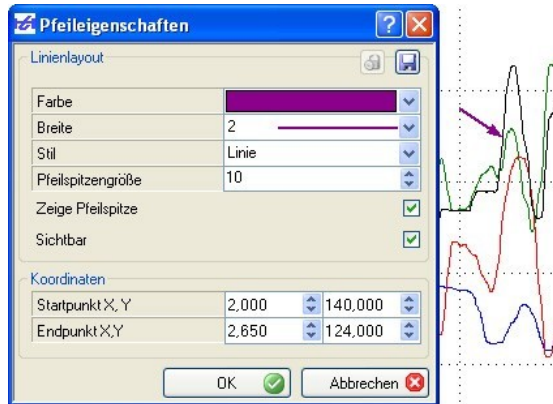 Pfeileigenschaften
Linienlayout
Farbe
Breite 2
Stil Linie
Pfeilspitzengröße 10
Zeige Pfeilspitze
Sichtbar
Koordinaten
Startpunkt X, Y 2,000 140,000
Endpunkt X,Y 2,650 124,000
OK Abbrechen